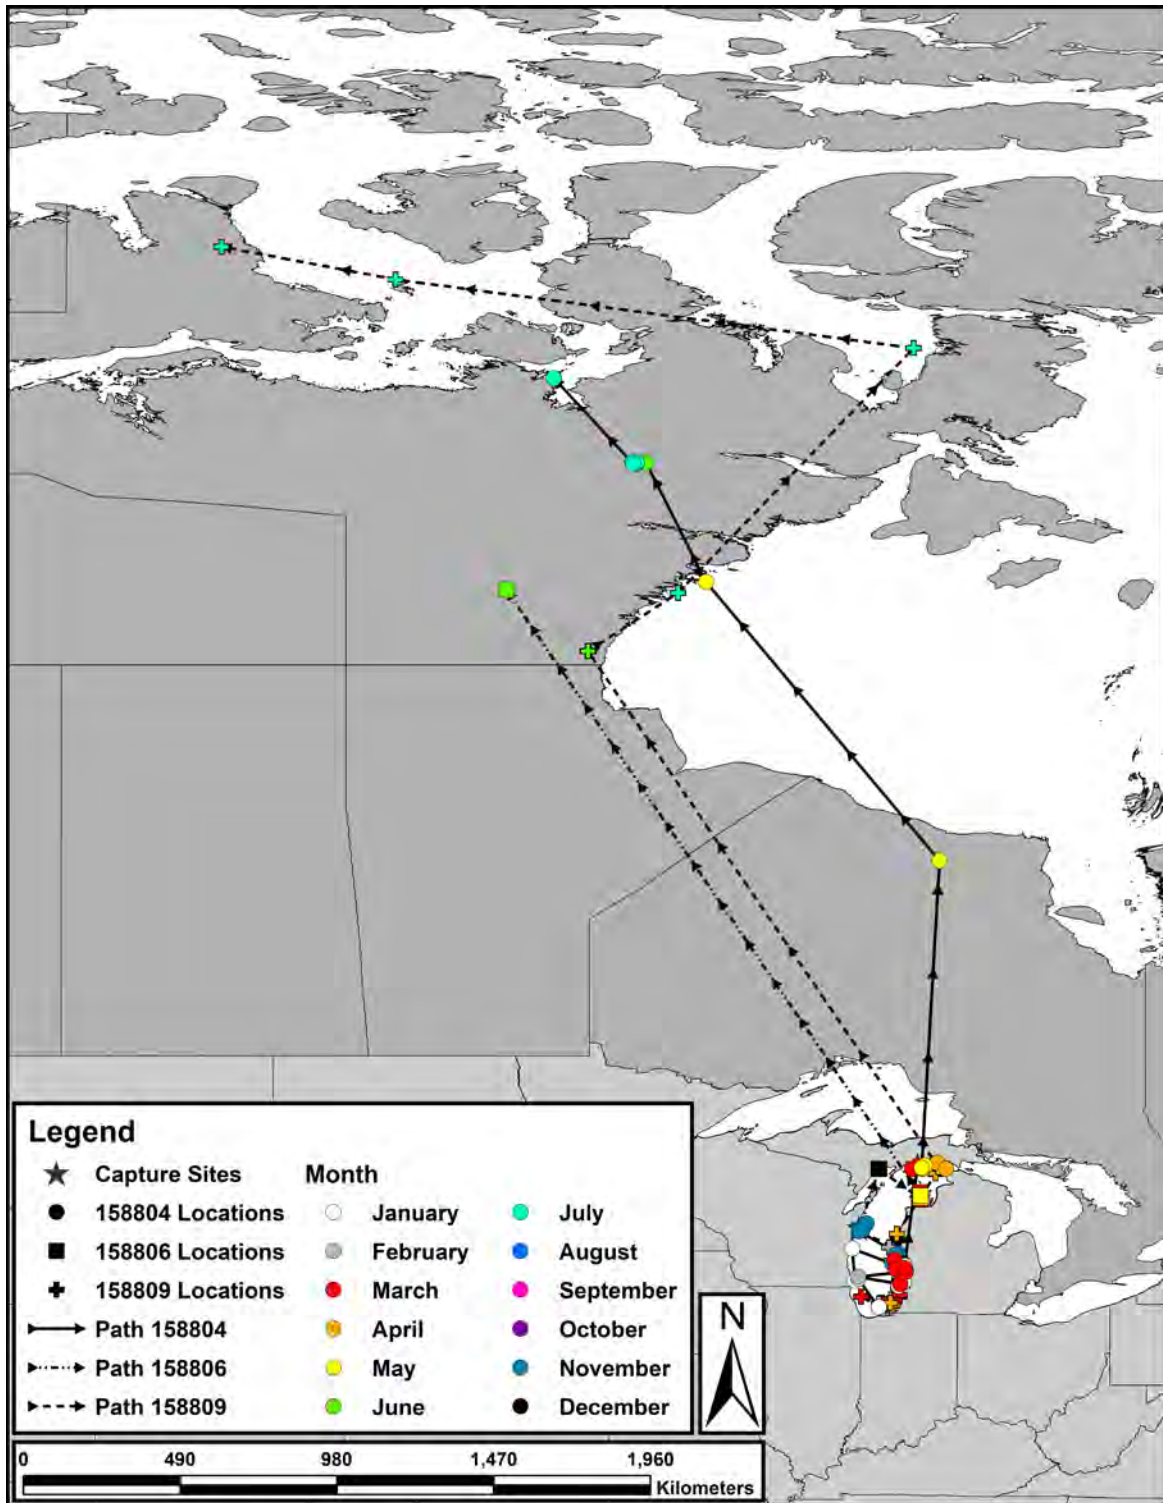 Legend
Capture Sites
Month
158804 Locations
January
July
158806 Locations
February
August
158809 Locations
March
September
Path 158804
April
October
Path 158806
May
November
Path 158809
June
December
N
0 490 980 1,470 1,960
Kilometers